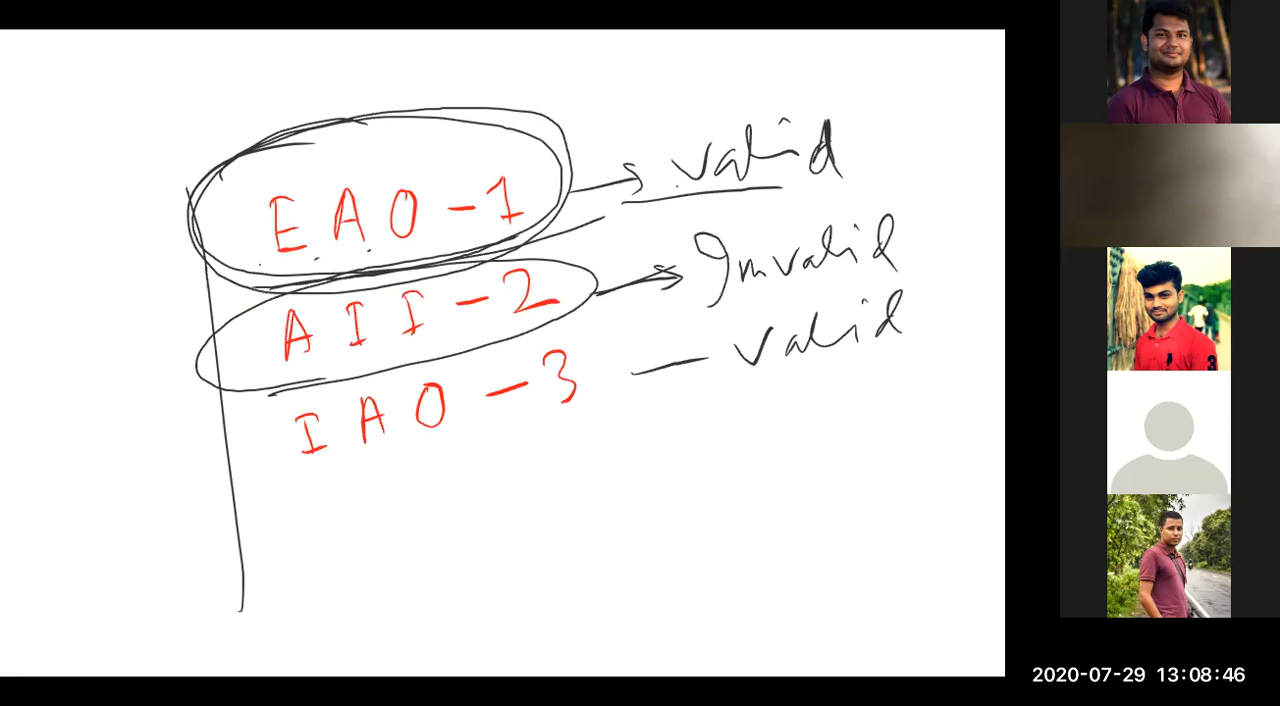 EAO-1 → valid
AII-2 → Invalid
IAO-3 — valid
2020-07-29 13:08:46